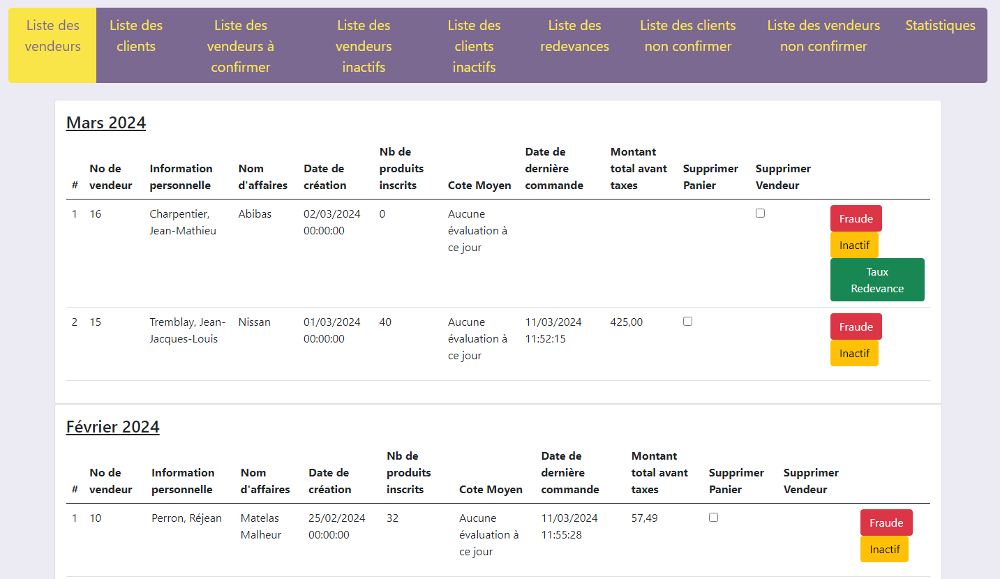 Liste des vendeurs
Liste des clients
Liste des vendeurs à confirmer
Liste des vendeurs inactifs
Liste des clients inactifs
Liste des redevances
Liste des clients non confirmer
Liste des vendeurs non confirmer
Statistiques
Mars 2024
# No de vendeur Information personnelle Nom d'affaires Date de création Nb de produits inscrits Cote Moyen Date de dernière commande Montant total avant taxes Supprimer Panier Supprimer Vendeur
1 16 Charpentier, Jean-Mathieu Abibas 02/03/2024 00:00:00 0 Aucune évaluation à ce jour
Fraude
Inactif
Taux Redevance
2 15 Tremblay, Jean-Jacques-Louis Nissan 01/03/2024 00:00:00 40 Aucune évaluation à ce jour 11/03/2024 11:52:15 425,00
Fraude
Inactif
Février 2024
# No de vendeur Information personnelle Nom d'affaires Date de création Nb de produits inscrits Cote Moyen Date de dernière commande Montant total avant taxes Supprimer Panier Supprimer Vendeur
1 10 Perron, Réjean Matelas Malheur 25/02/2024 00:00:00 32 Aucune évaluation à ce jour 11/03/2024 11:55:28 57,49
Fraude
Inactif